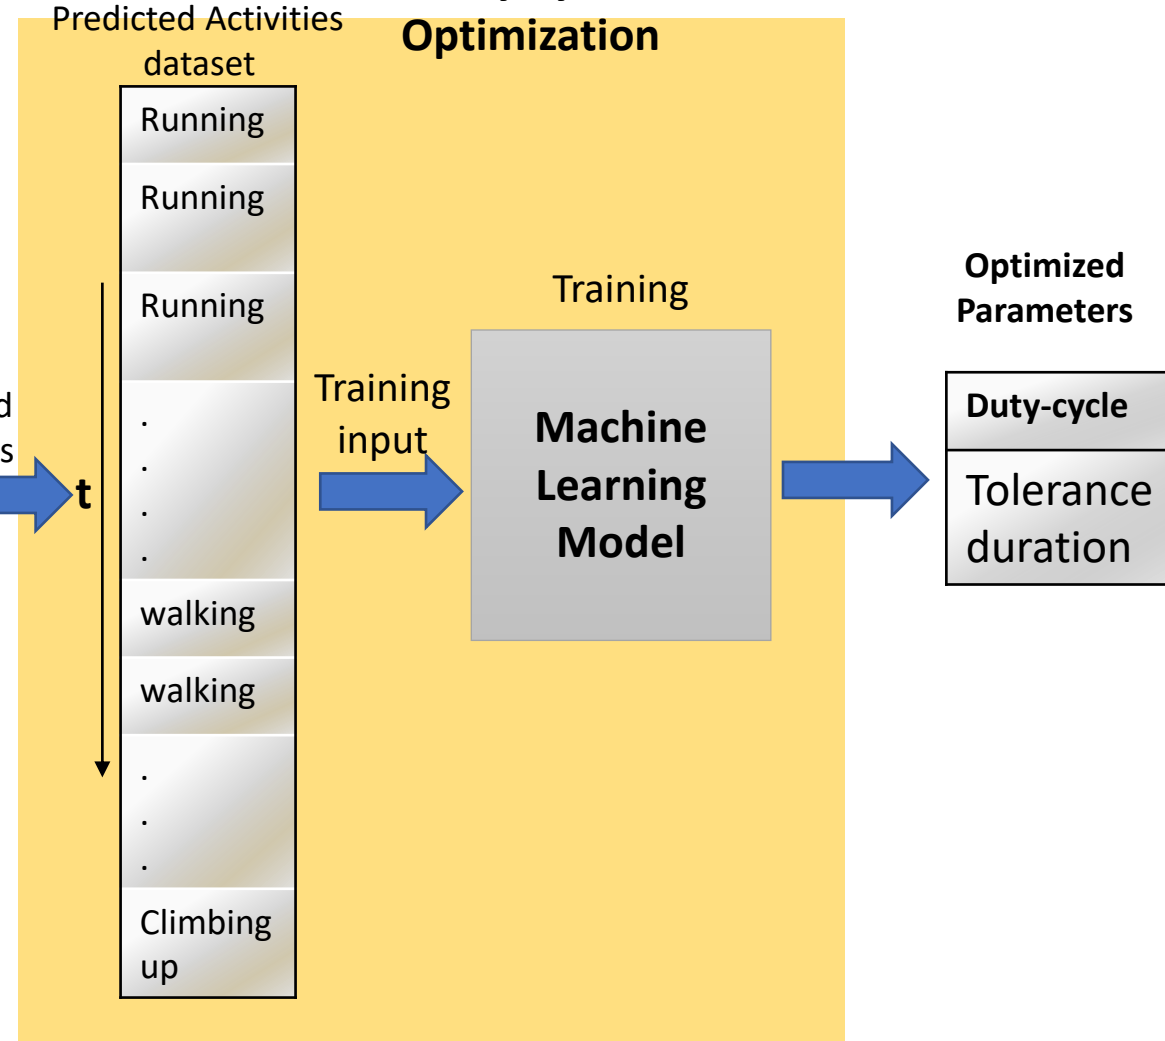 Predicted Activities
dataset
Optimization
Running
Running
Running
.
.
.
.
walking
walking
.
.
.
Climbing
up
t
Training
input
Training
Machine
Learning
Model
Optimized
Parameters
Duty-cycle
Tolerance
duration